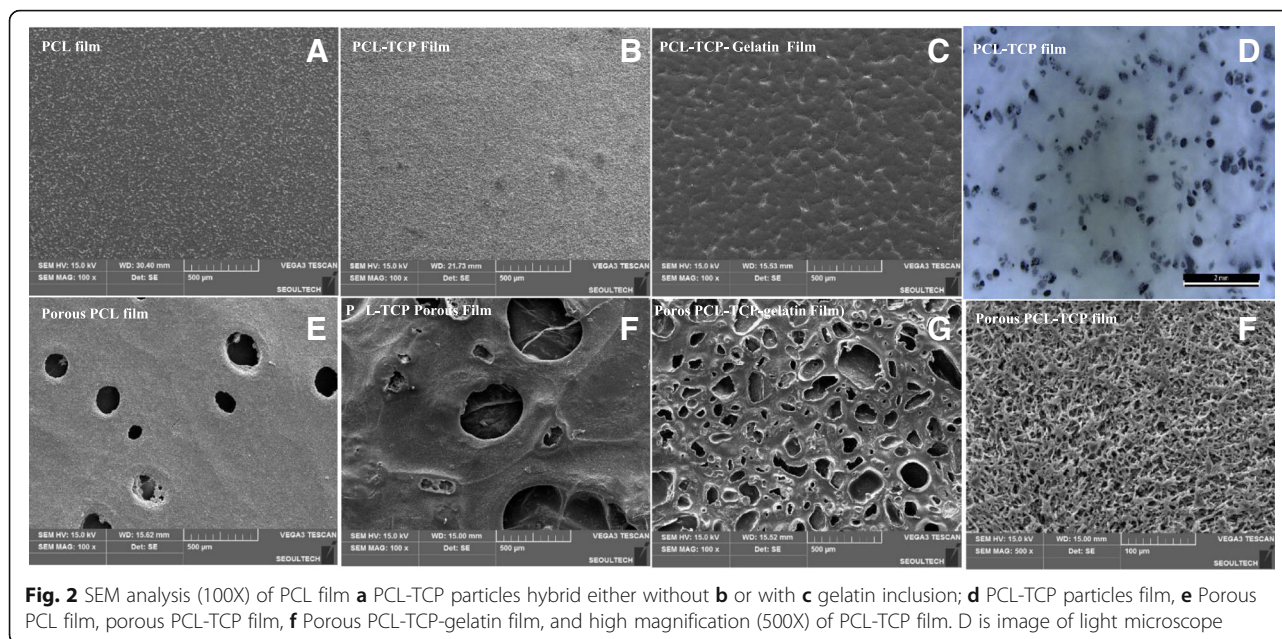 PCL film
A
SEM HV: 15.0 kV WD: 30.40 mm VEGA3 TESCAN
SEM MAG: 100 x Det: SE 500 µm
SEOULTECH
PCL-TCP Film
B
SEM HV: 15.0 kV WD: 21.73 mm VEGA3 TESCAN
SEM MAG: 100 x Det: SE 500 µm
SEOULTECH
PCL-TCP- Gelatin Film
C
SEM HV: 15.0 kV WD: 15.53 mm VEGA3 TESCAN
SEM MAG: 100 x Det: SE 500 µm
SEOULTECH
PCL-TCP film
D
2 mm
Porous PCL film
E
SEM HV: 15.0 kV WD: 15.62 mm VEGA3 TESCAN
SEM MAG: 100 x Det: SE 500 µm
SEOULTECH
P L-TCP Porous Film
F
SEM HV: 15.0 kV WD: 15.00 mm VEGA3 TESCAN
SEM MAG: 100 x Det: SE 500 µm
SEOULTECH
Poros PCL-TCP-gelatin Film)
G
SEM HV: 15.0 kV WD: 15.52 mm VEGA3 TESCAN
SEM MAG: 100 x Det: SE 500 µm
SEOULTECH
Porous PCL-TCP film
F
SEM HV: 15.0 kV WD: 15.00 mm VEGA3 TESCAN
SEM MAG: 500 x Det: SE 100 µm
SEOULTECH
Fig. 2 SEM analysis (100X) of PCL film a PCL-TCP particles hybrid either without b or with c gelatin inclusion; d PCL-TCP particles film, e Porous
PCL film, porous PCL-TCP film, f Porous PCL-TCP-gelatin film, and high magnification (500X) of PCL-TCP film. D is image of light microscope